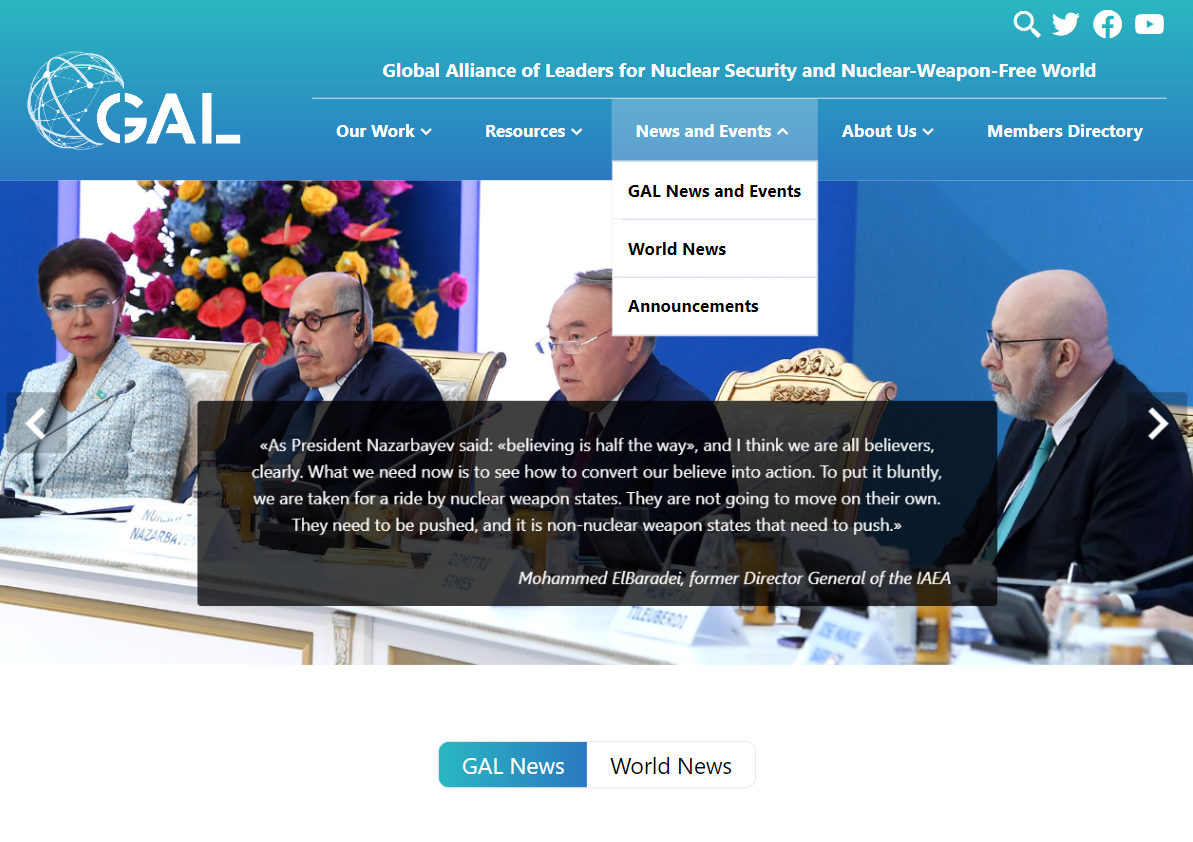 Global Alliance of Leaders for Nuclear Security and Nuclear-Weapon-Free World
GAL
Our Work
Resources
News and Events
About Us
Members Directory
GAL News and Events
World News
Announcements
«As President Nazarbayev said: «believing is half the way», and I think we are all believers,
clearly. What we need now is to see how to convert our believe into action. To put it bluntly,
we are taken for a ride by nuclear weapon states. They are not going to move on their own.
They need to be pushed, and it is non-nuclear weapon states that need to push.»
Mohammed ElBaradei, former Director General of the IAEA
NAZARBAYEV
DIMITRI
SIMES
MUKHTAR
TILEUBERDI
JOSE MANUEL
GAL News
World News